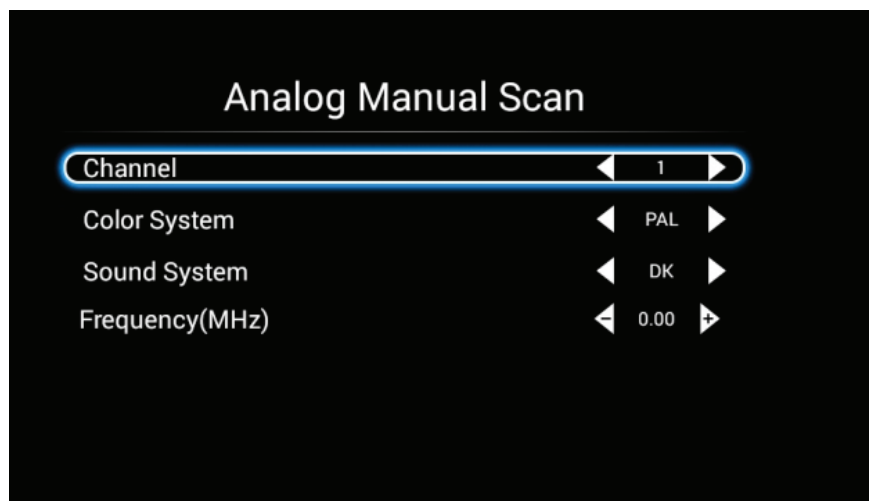 Analog Manual Scan
Channel 1
Color System PAL
Sound System DK
Frequency(MHz) - 0.00 +